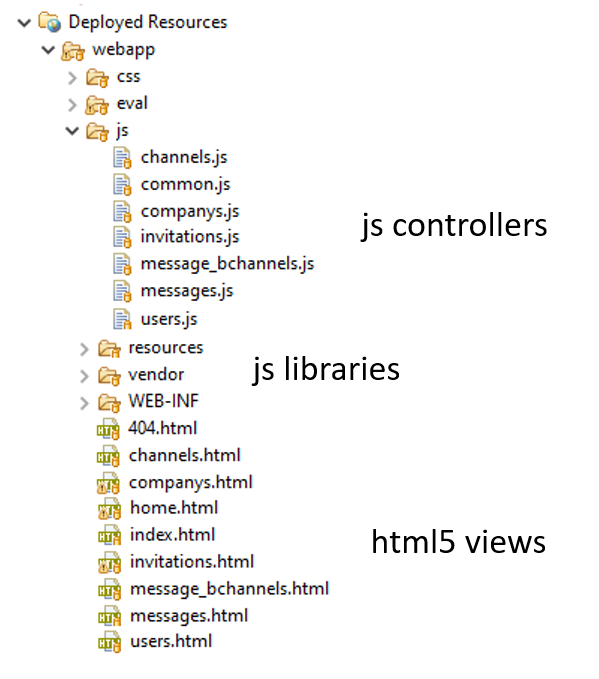 Deployed Resources
webapp
css
eval
js
channels.js
common.js
companys.js
invitations.js
message_bchannels.js
messages.js
users.js
js controllers
resources
vendor
js libraries
WEB-INF
404.html
channels.html
companys.html
home.html
index.html
invitations.html
message_bchannels.html
messages.html
users.html
html5 views